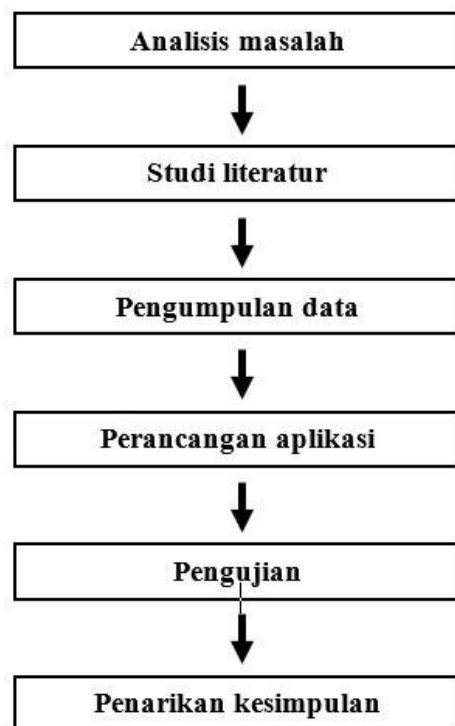 Analisis masalah
Studi literatur
Pengumpulan data
Perancangan aplikasi
Pengujian
Penarikan kesimpulan